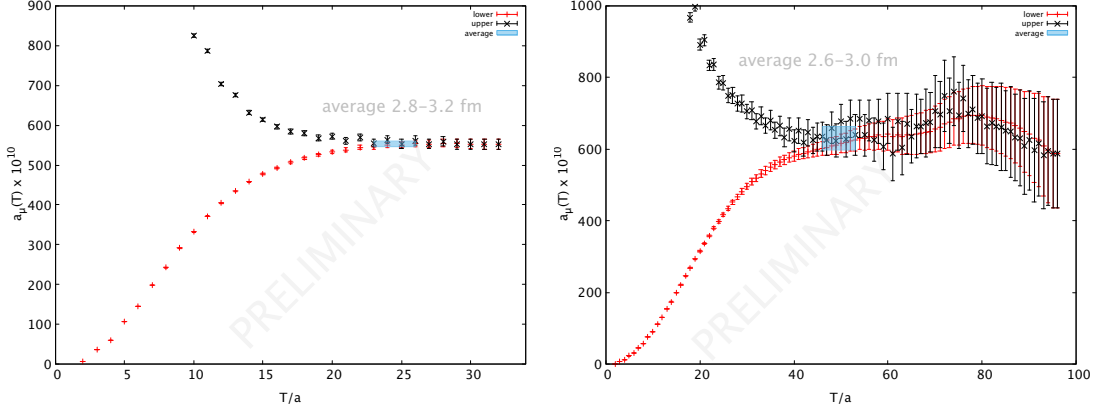 900
800
700
600
500
400
300
200
100
0
0
5
10
15
20
25
30
a_μ(T) x 10^10
T/a
lower
upper
average
average 2.8–3.2 fm
PRELIMINARY
1000
800
600
400
200
0
0
20
40
60
80
100
a_μ(T) x 10^10
T/a
lower
upper
average
average 2.6–3.0 fm
PRELIMINARY